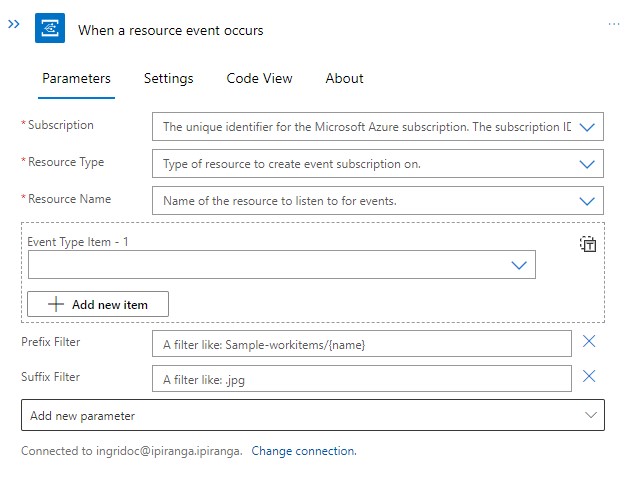 When a resource event occurs
Parameters Settings Code View About
* Subscription The unique identifier for the Microsoft Azure subscription. The subscription ID
* Resource Type Type of resource to create event subscription on.
* Resource Name Name of the resource to listen to for events.
Event Type Item - 1
Add new item
Prefix Filter A filter like: Sample-workitems/{name}
Suffix Filter A filter like: .jpg
Add new parameter
Connected to ingridoc@ipiranga.ipiranga. Change connection.